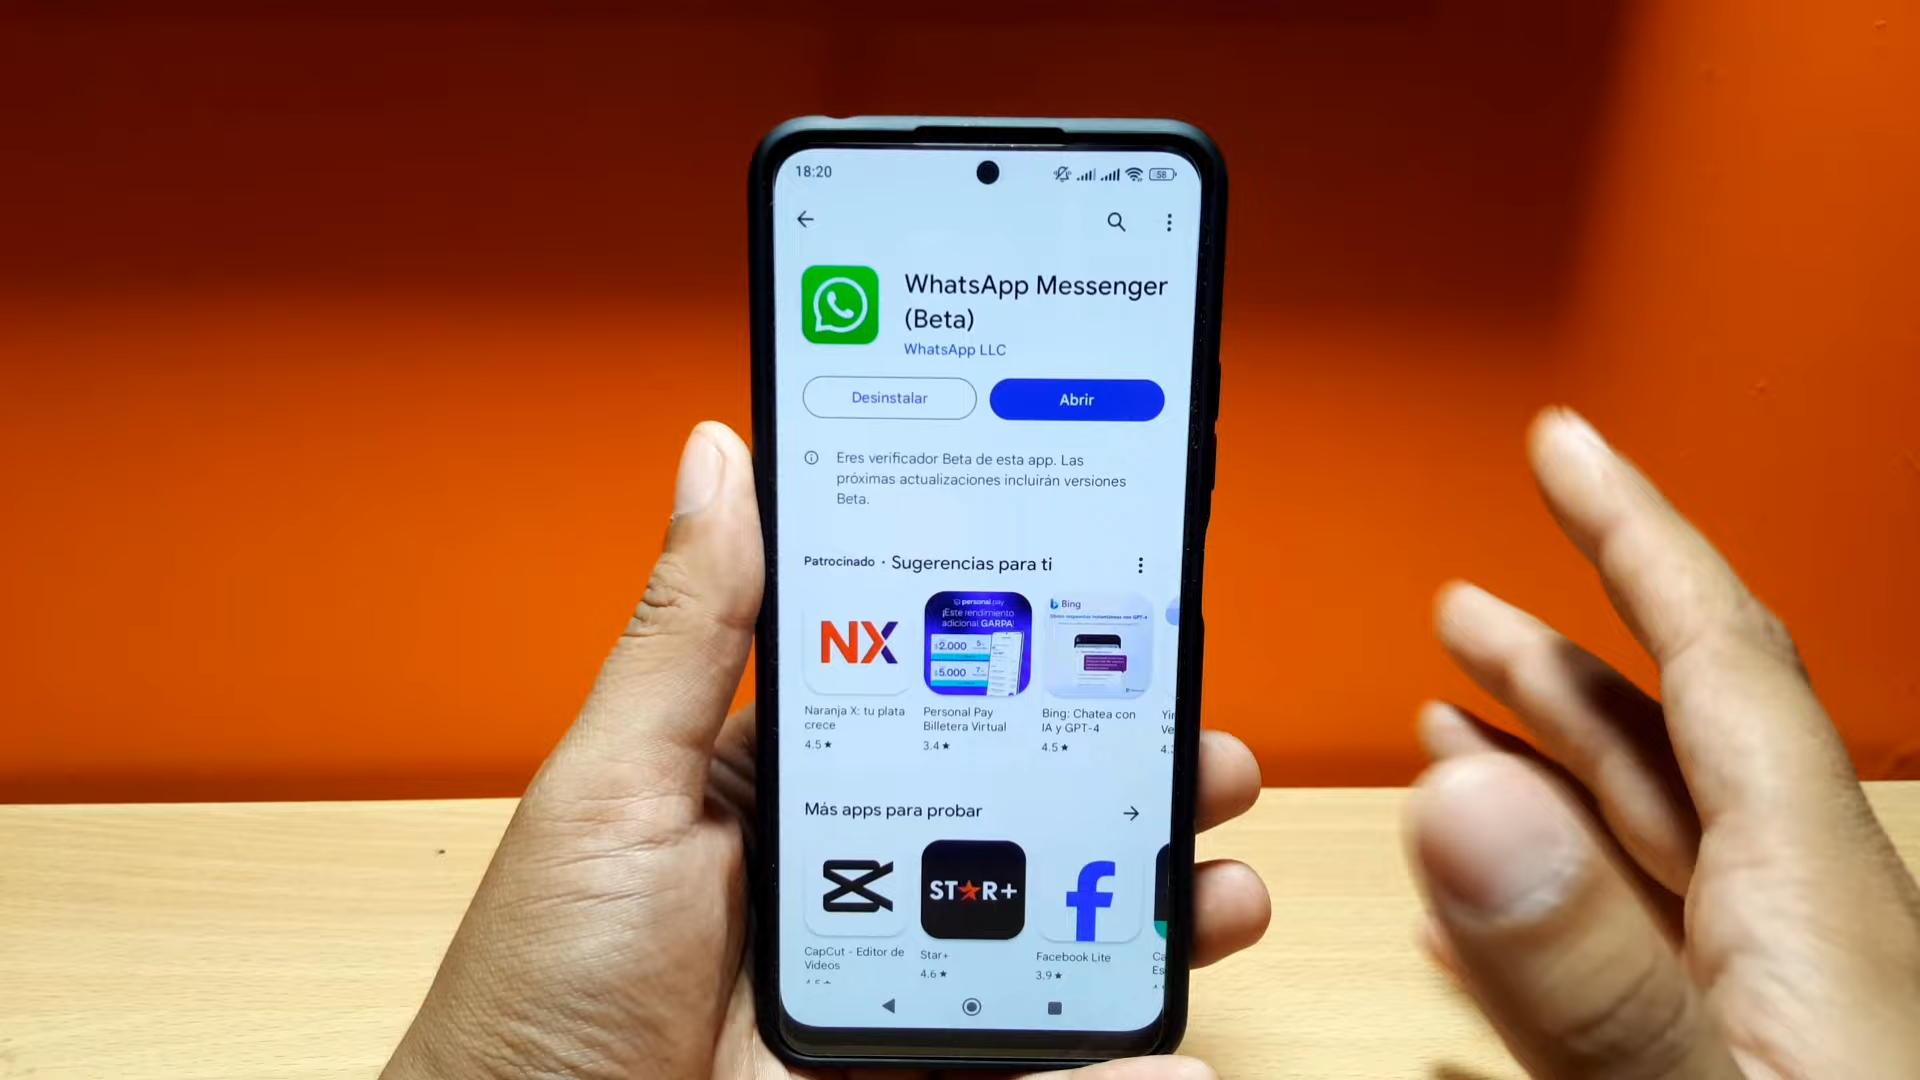 18:20
58
WhatsApp Messenger
(Beta)
WhatsApp LLC
Desinstalar
Abrir
Eres verificador Beta de esta app. Las
próximas actualizaciones incluirán versiones
Beta.
Patrocinado · Sugerencias para ti
NX
personal pay
¡Este rendimiento
adicional GARPA!
$2.000
$5.000
Bing
Naranja X: tu plata
crece
4.5★
Personal Pay
Billetera Virtual
3.4★
Bing: Chatea con
IA y GPT-4
4.5★
Más apps para probar
ST★R+
CapCut - Editor de
Videos
Star+
4.6★
Facebook Lite
3.9★